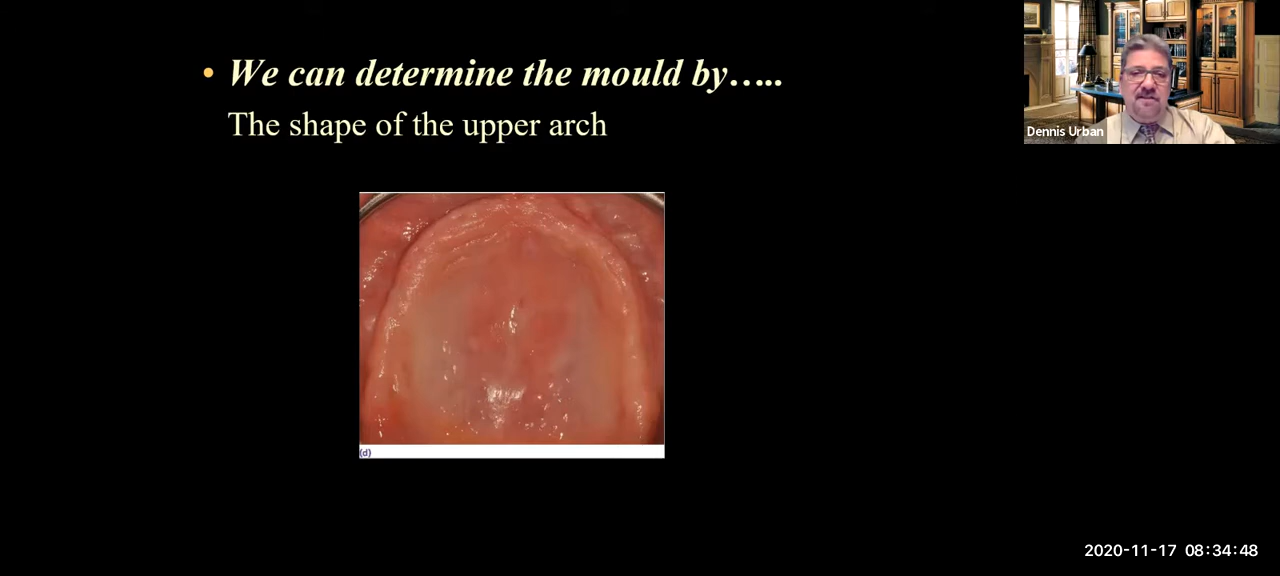 • We can determine the mould by…..
The shape of the upper arch
Dennis Urban
(d)
2020-11-17 08:34:48